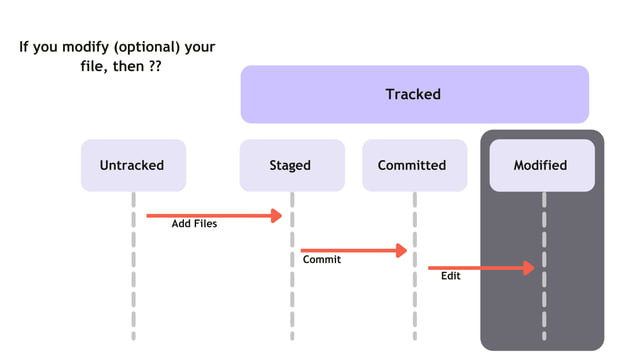 If you modify (optional) your
file, then ??
Tracked
Untracked
Staged
Committed
Modified
Add Files
Commit
Edit